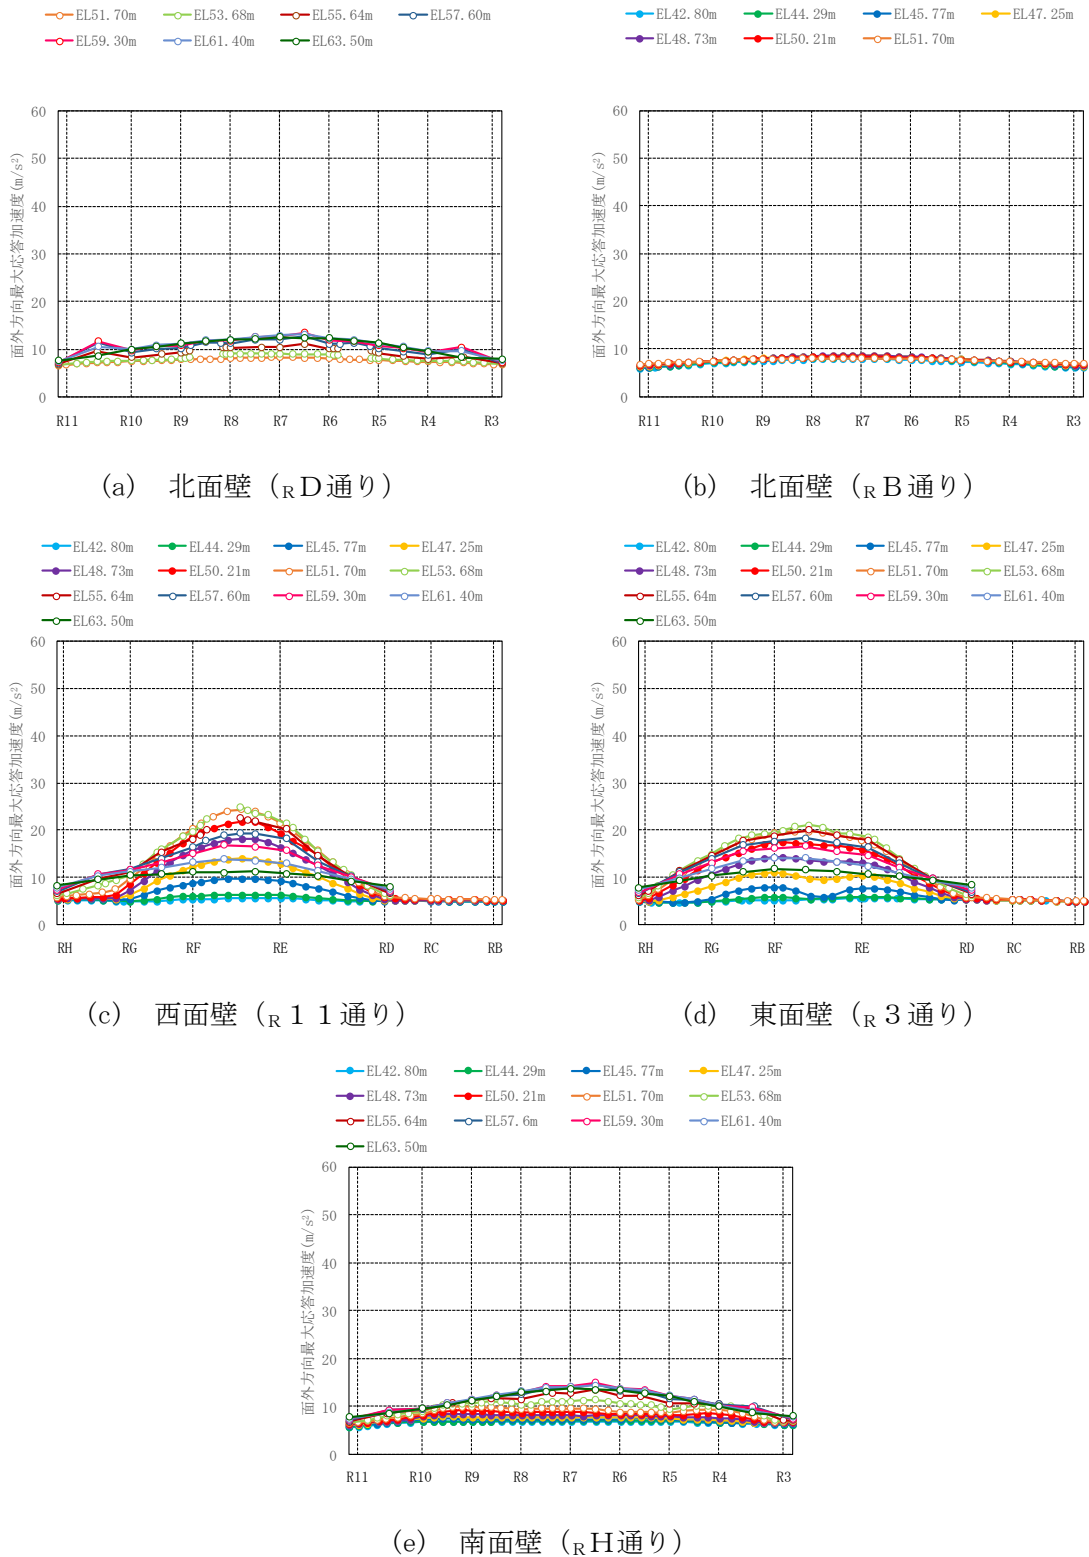 EL51.70m EL53.68m EL55.64m EL57.60m
EL59.30m EL61.40m EL63.50m
面外方向最大応答加速度(m/s²)
60
50
40
30
20
10
0
R11 R10 R9 R8 R7 R6 R5 R4 R3
(a) 北面壁（RD通り）
EL42.80m EL44.29m EL45.77m EL47.25m
EL48.73m EL50.21m EL51.70m
面外方向最大応答加速度(m/s²)
60
50
40
30
20
10
0
R11 R10 R9 R8 R7 R6 R5 R4 R3
(b) 北面壁（RB通り）
EL42.80m EL44.29m EL45.77m EL47.25m
EL48.73m EL50.21m EL51.70m EL53.68m
EL55.64m EL57.60m EL59.30m EL61.40m
EL63.50m
面外方向最大応答加速度(m/s²)
60
50
40
30
20
10
0
RH RG RF RE RD RC RB
(c) 西面壁（R１１通り）
EL42.80m EL44.29m EL45.77m EL47.25m
EL48.73m EL50.21m EL51.70m EL53.68m
EL55.64m EL57.60m EL59.30m EL61.40m
EL63.50m
面外方向最大応答加速度(m/s²)
60
50
40
30
20
10
0
RH RG RF RE RD RC RB
(d) 東面壁（R３通り）
EL42.80m EL44.29m EL45.77m EL47.25m
EL48.73m EL50.21m EL51.70m EL53.68m
EL55.64m EL57.6m EL59.30m EL61.40m
EL63.50m
面外方向最大応答加速度(m/s²)
60
50
40
30
20
10
0
R11 R10 R9 R8 R7 R6 R5 R4 R3
(e) 南面壁（RH通り）